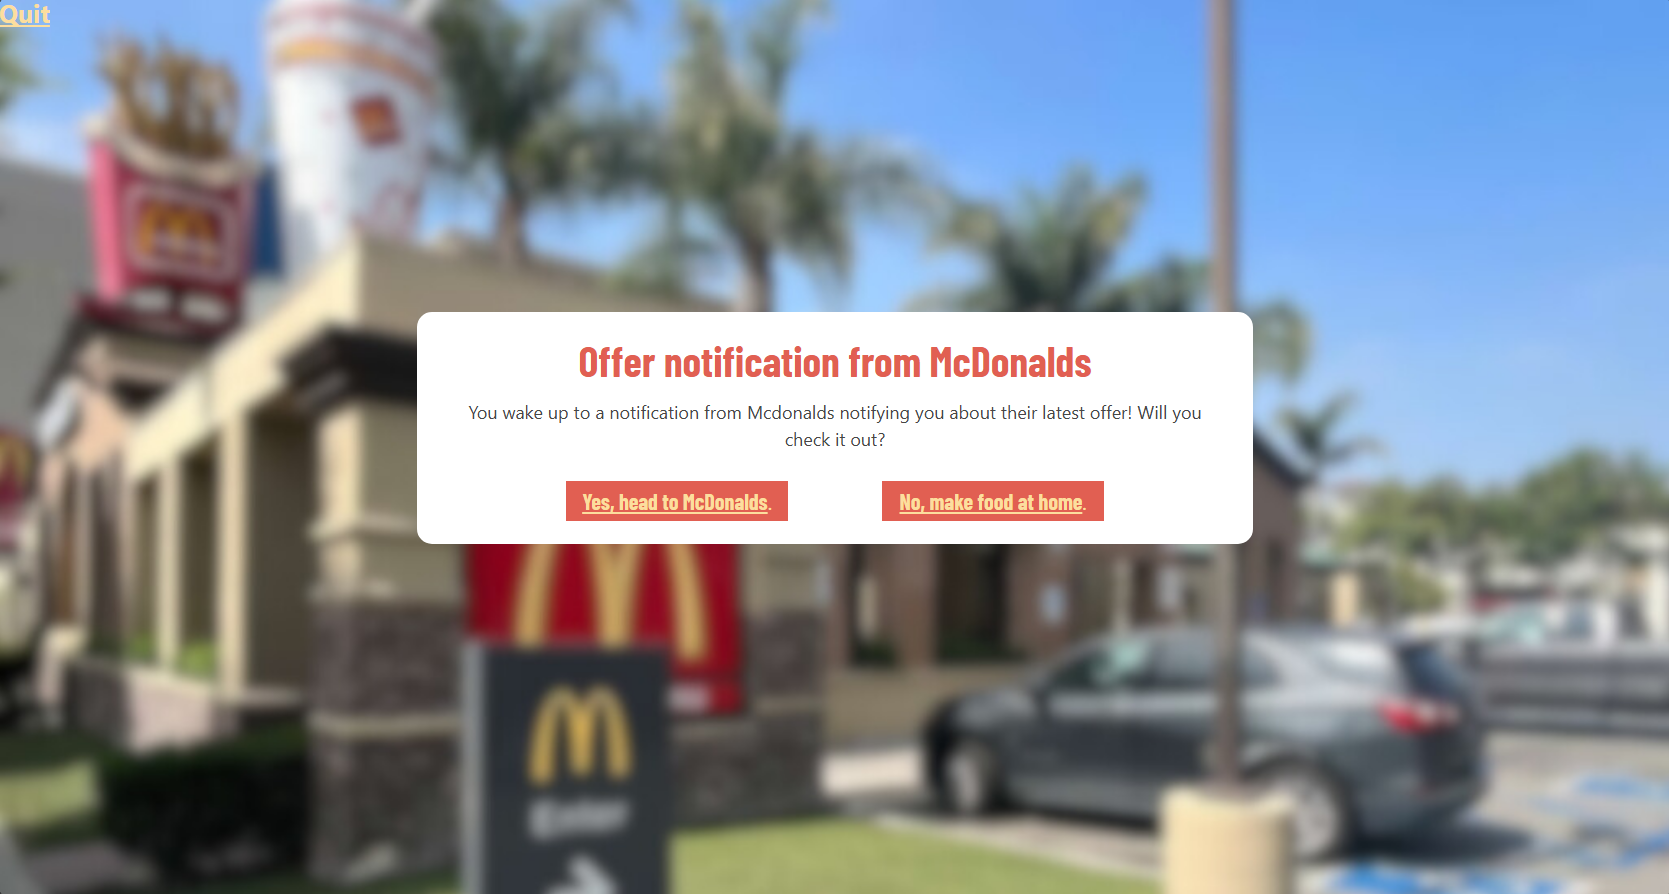 Quit
Offer notification from McDonalds
You wake up to a notification from Mcdonalds notifying you about their latest offer! Will you
check it out?
Yes, head to McDonalds.
No, make food at home.
Enter